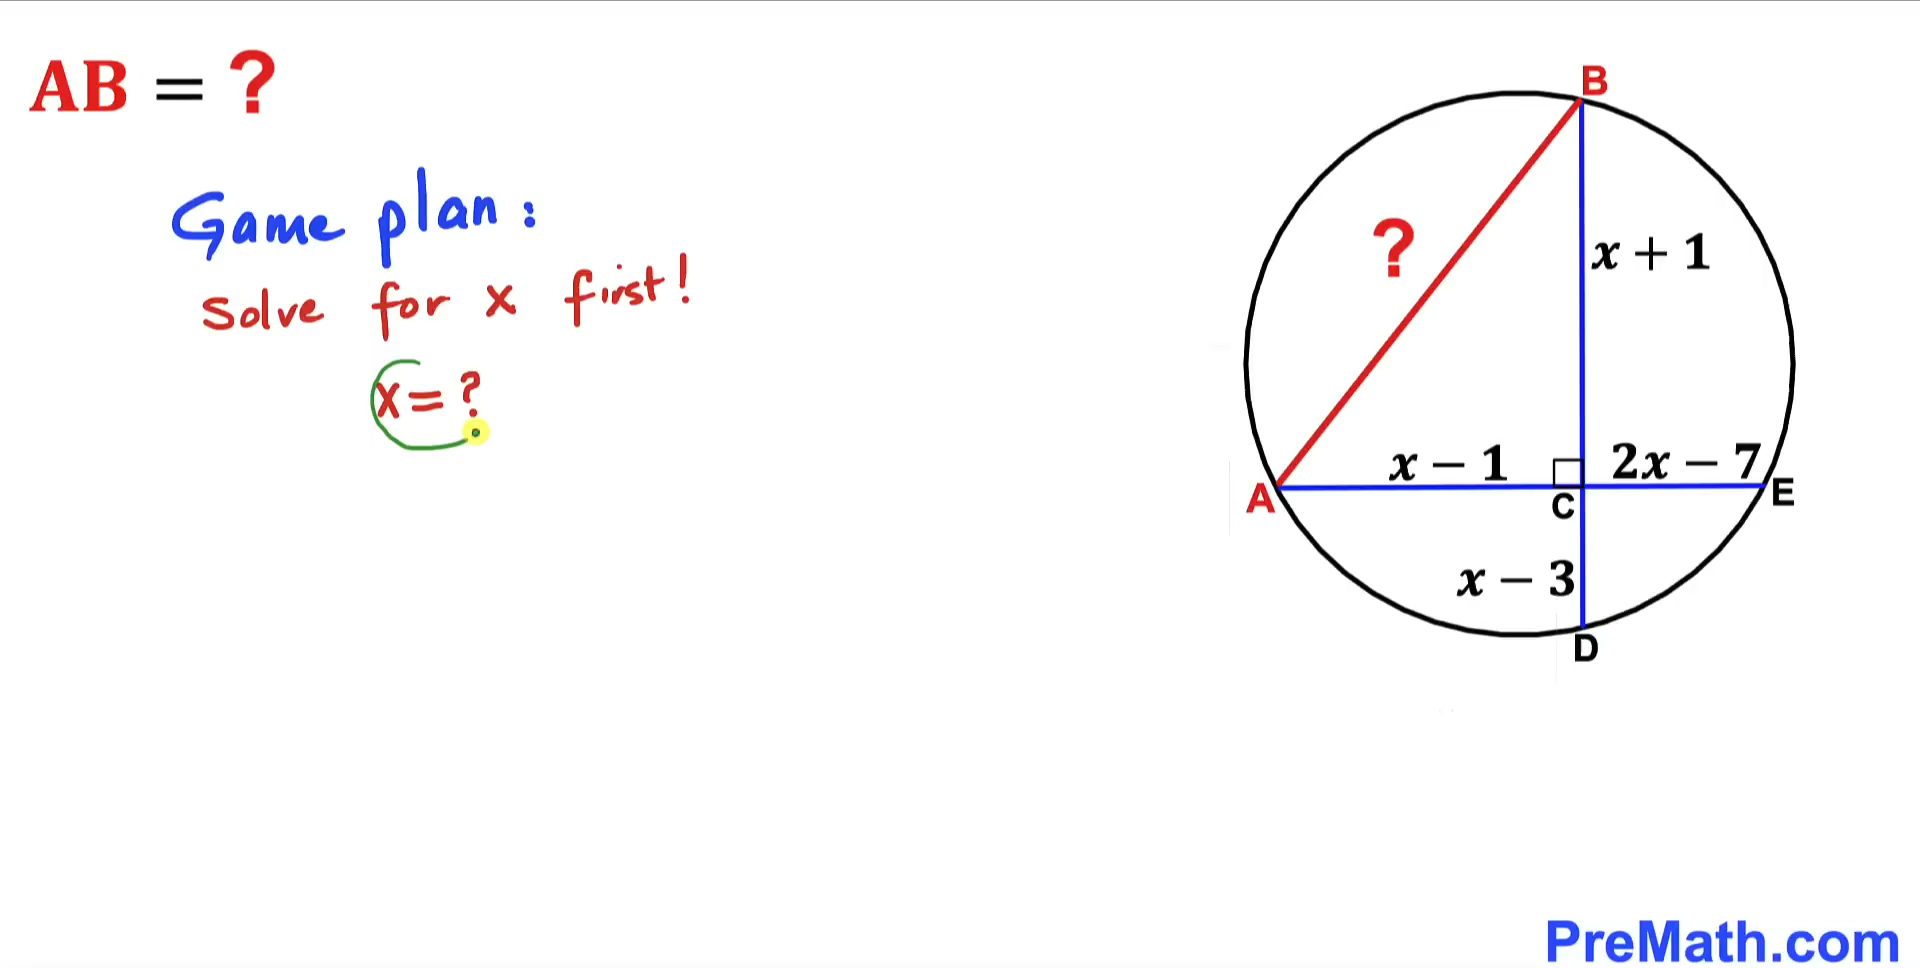 AB = ?
Game plan:
solve for x first!
x = ?
B
?
x + 1
x − 1
2x − 7
A
C
E
x − 3
D
PreMath.com